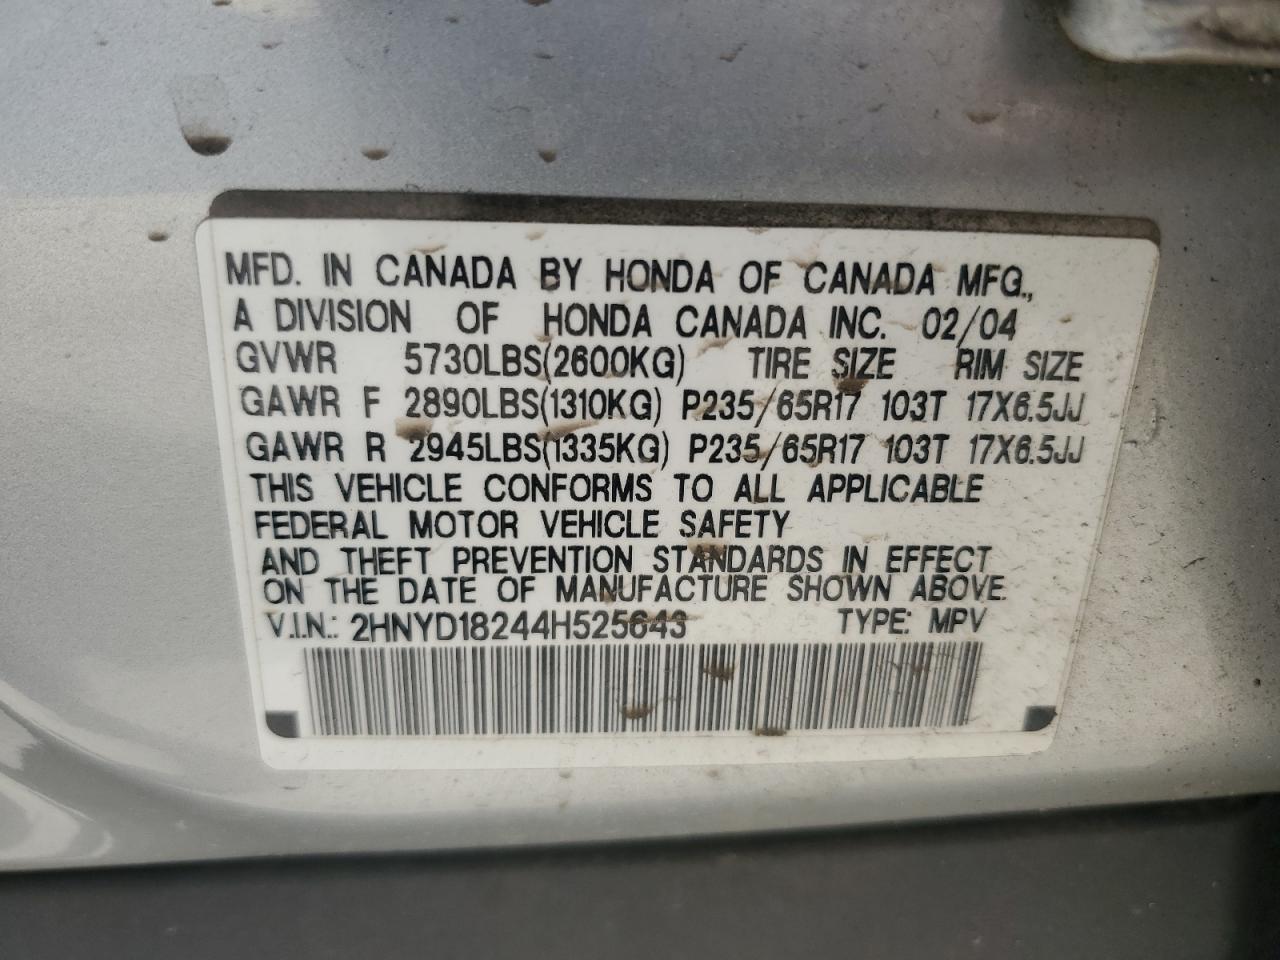 MFD. IN CANADA BY HONDA OF CANADA MFG.,
A DIVISION OF HONDA CANADA INC. 02/04
GVWR 5730LBS(2600KG) TIRE SIZE RIM SIZE
GAWR F 2890LBS(1310KG) P235/65R17 103T 17X6.5JJ
GAWR R 2945LBS(1335KG) P235/65R17 103T 17X6.5JJ
THIS VEHICLE CONFORMS TO ALL APPLICABLE
FEDERAL MOTOR VEHICLE SAFETY
AND THEFT PREVENTION STANDARDS IN EFFECT
ON THE DATE OF MANUFACTURE SHOWN ABOVE.
V.I.N.: 2HNYD18244H525643 TYPE: MPV